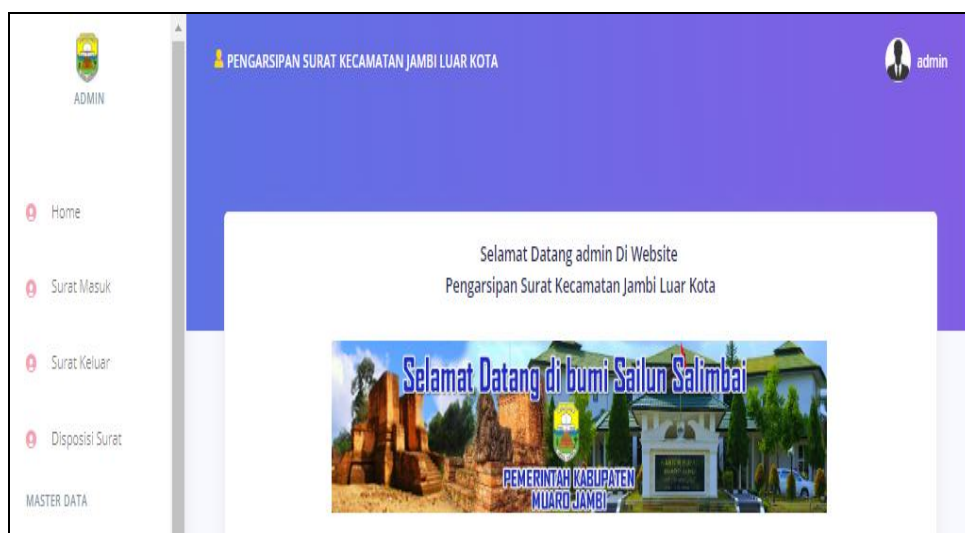 ADMIN
Home
Surat Masuk
Surat Keluar
Disposisi Surat
MASTER DATA
PENGARSIPAN SURAT KECAMATAN JAMBI LUAR KOTA
admin
Selamat Datang admin Di Website
Pengarsipan Surat Kecamatan Jambi Luar Kota
Selamat Datang di bumi Sailun Salimbai
PEMERINTAH KABUPATEN
MUARO JAMBI